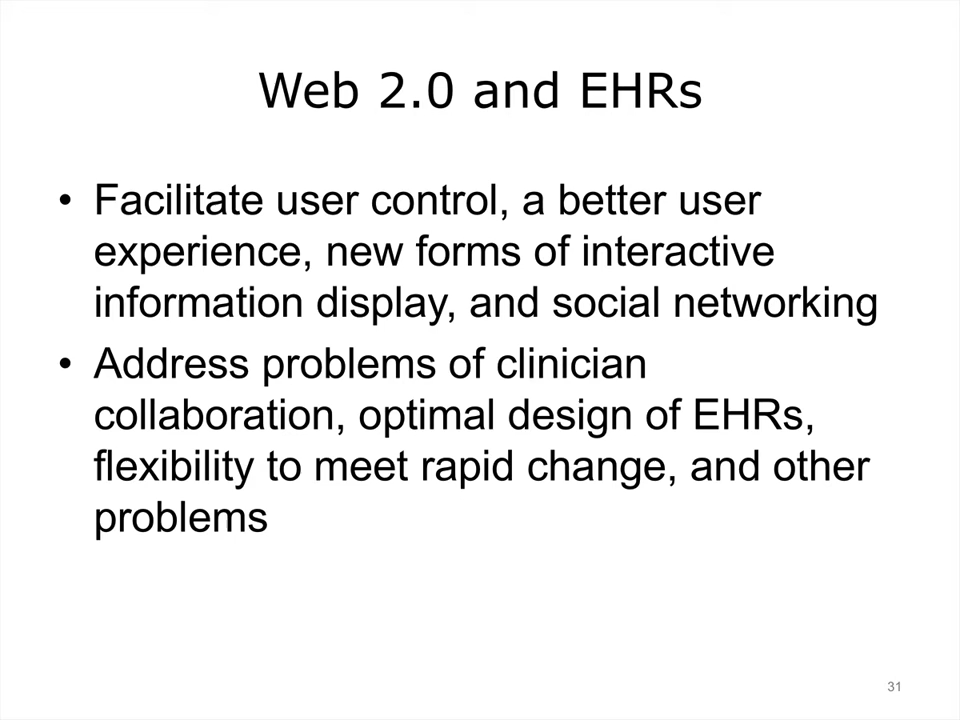 Web 2.0 and EHRs
• Facilitate user control, a better user
experience, new forms of interactive
information display, and social networking
• Address problems of clinician
collaboration, optimal design of EHRs,
flexibility to meet rapid change, and other
problems
31